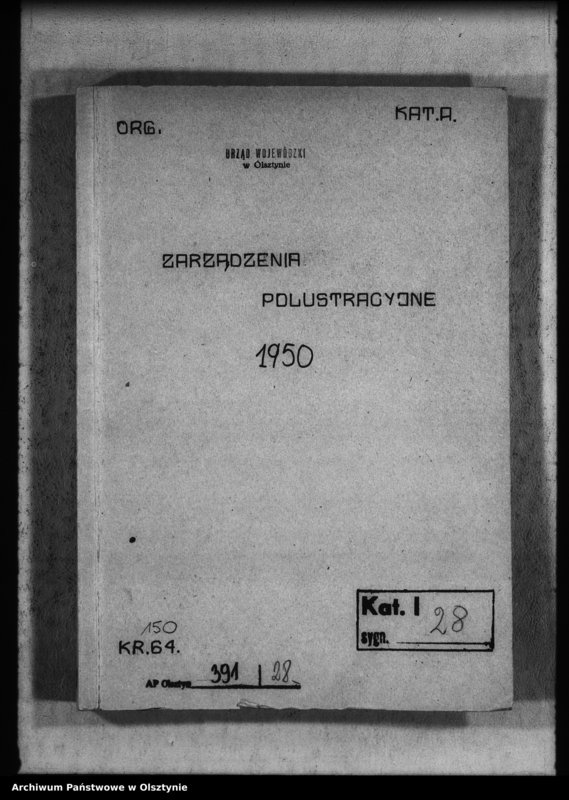 ORG.
KAT.A.
URZĄD WOJEWÓDZKI
w Olsztynie
ZARZĄDZENIA
POLUSTRACYJNE
1950
Kat. I
28
sygn.
150
KR.64.
AP Olsztyn 391 | 28
Archiwum Państwowe w Olsztynie